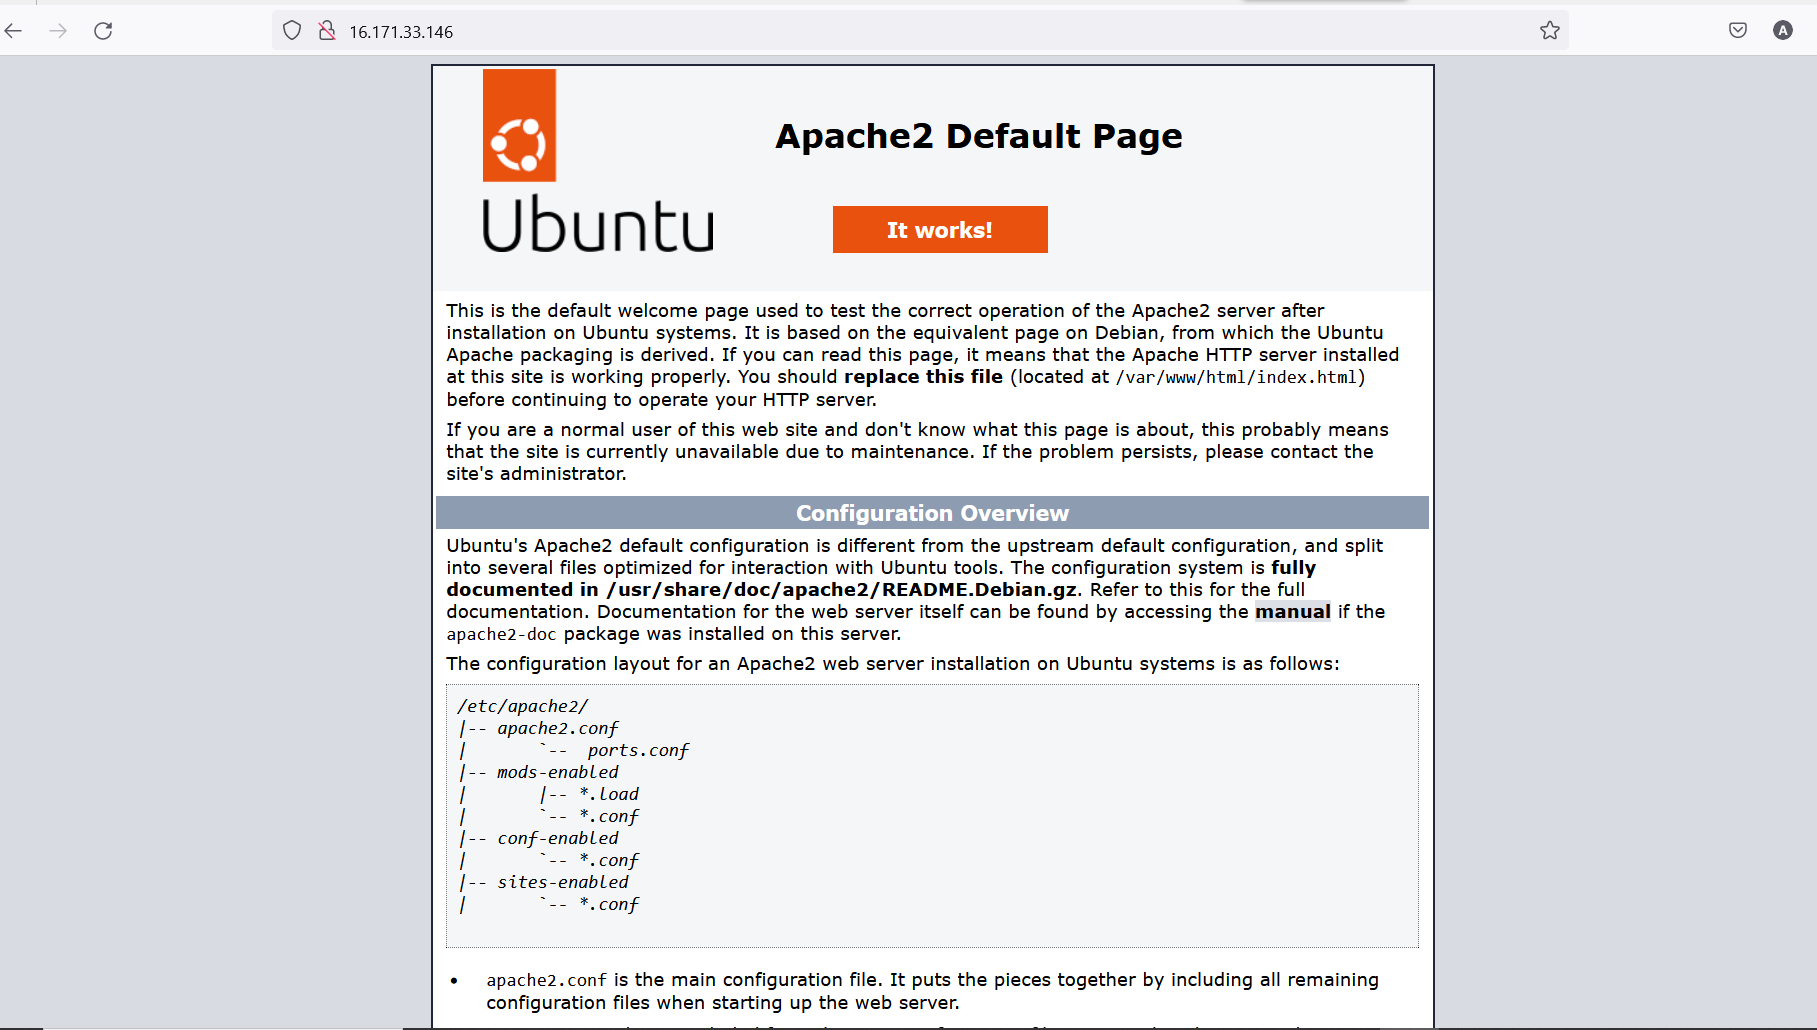 16.171.33.146
A
Apache2 Default Page
Ubuntu
It works!
This is the default welcome page used to test the correct operation of the Apache2 server after
installation on Ubuntu systems. It is based on the equivalent page on Debian, from which the Ubuntu
Apache packaging is derived. If you can read this page, it means that the Apache HTTP server installed
at this site is working properly. You should replace this file (located at /var/www/html/index.html)
before continuing to operate your HTTP server.
If you are a normal user of this web site and don't know what this page is about, this probably means
that the site is currently unavailable due to maintenance. If the problem persists, please contact the
site's administrator.
Configuration Overview
Ubuntu's Apache2 default configuration is different from the upstream default configuration, and split
into several files optimized for interaction with Ubuntu tools. The configuration system is fully
documented in /usr/share/doc/apache2/README.Debian.gz. Refer to this for the full
documentation. Documentation for the web server itself can be found by accessing the manual if the
apache2-doc package was installed on this server.
The configuration layout for an Apache2 web server installation on Ubuntu systems is as follows:
/etc/apache2/
|-- apache2.conf
|       `--  ports.conf
|-- mods-enabled
|       |-- *.load
|       `-- *.conf
|-- conf-enabled
|       `-- *.conf
|-- sites-enabled
|       `-- *.conf
• apache2.conf is the main configuration file. It puts the pieces together by including all remaining
configuration files when starting up the web server.